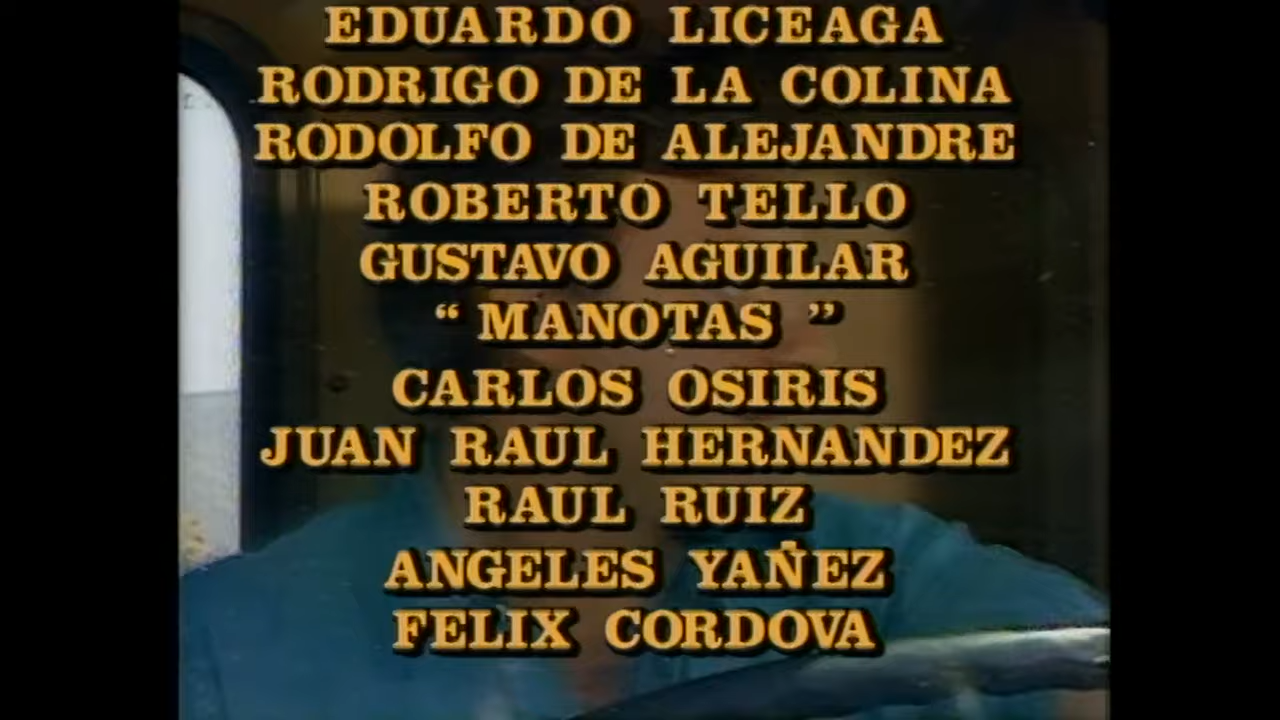 EDUARDO LICEAGA
RODRIGO DE LA COLINA
RODOLFO DE ALEJANDRE
ROBERTO TELLO
GUSTAVO AGUILAR
“ MANOTAS ”
CARLOS OSIRIS
JUAN RAUL HERNANDEZ
RAUL RUIZ
ANGELES YAÑEZ
FELIX CORDOVA